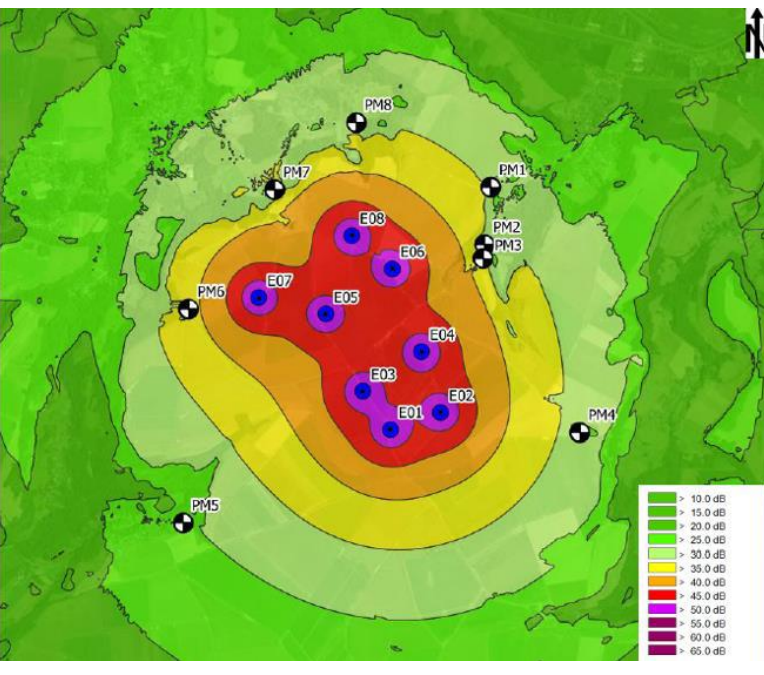 N
PM8
PM7
PM1
E08
PM2
PM3
E06
E07
PM6
E05
E04
E03
E02
E01
PM4
PM5
> 10.0 dB
> 15.0 dB
> 20.0 dB
> 25.0 dB
> 30.0 dB
> 35.0 dB
> 40.0 dB
> 45.0 dB
> 50.0 dB
> 55.0 dB
> 60.0 dB
> 65.0 dB